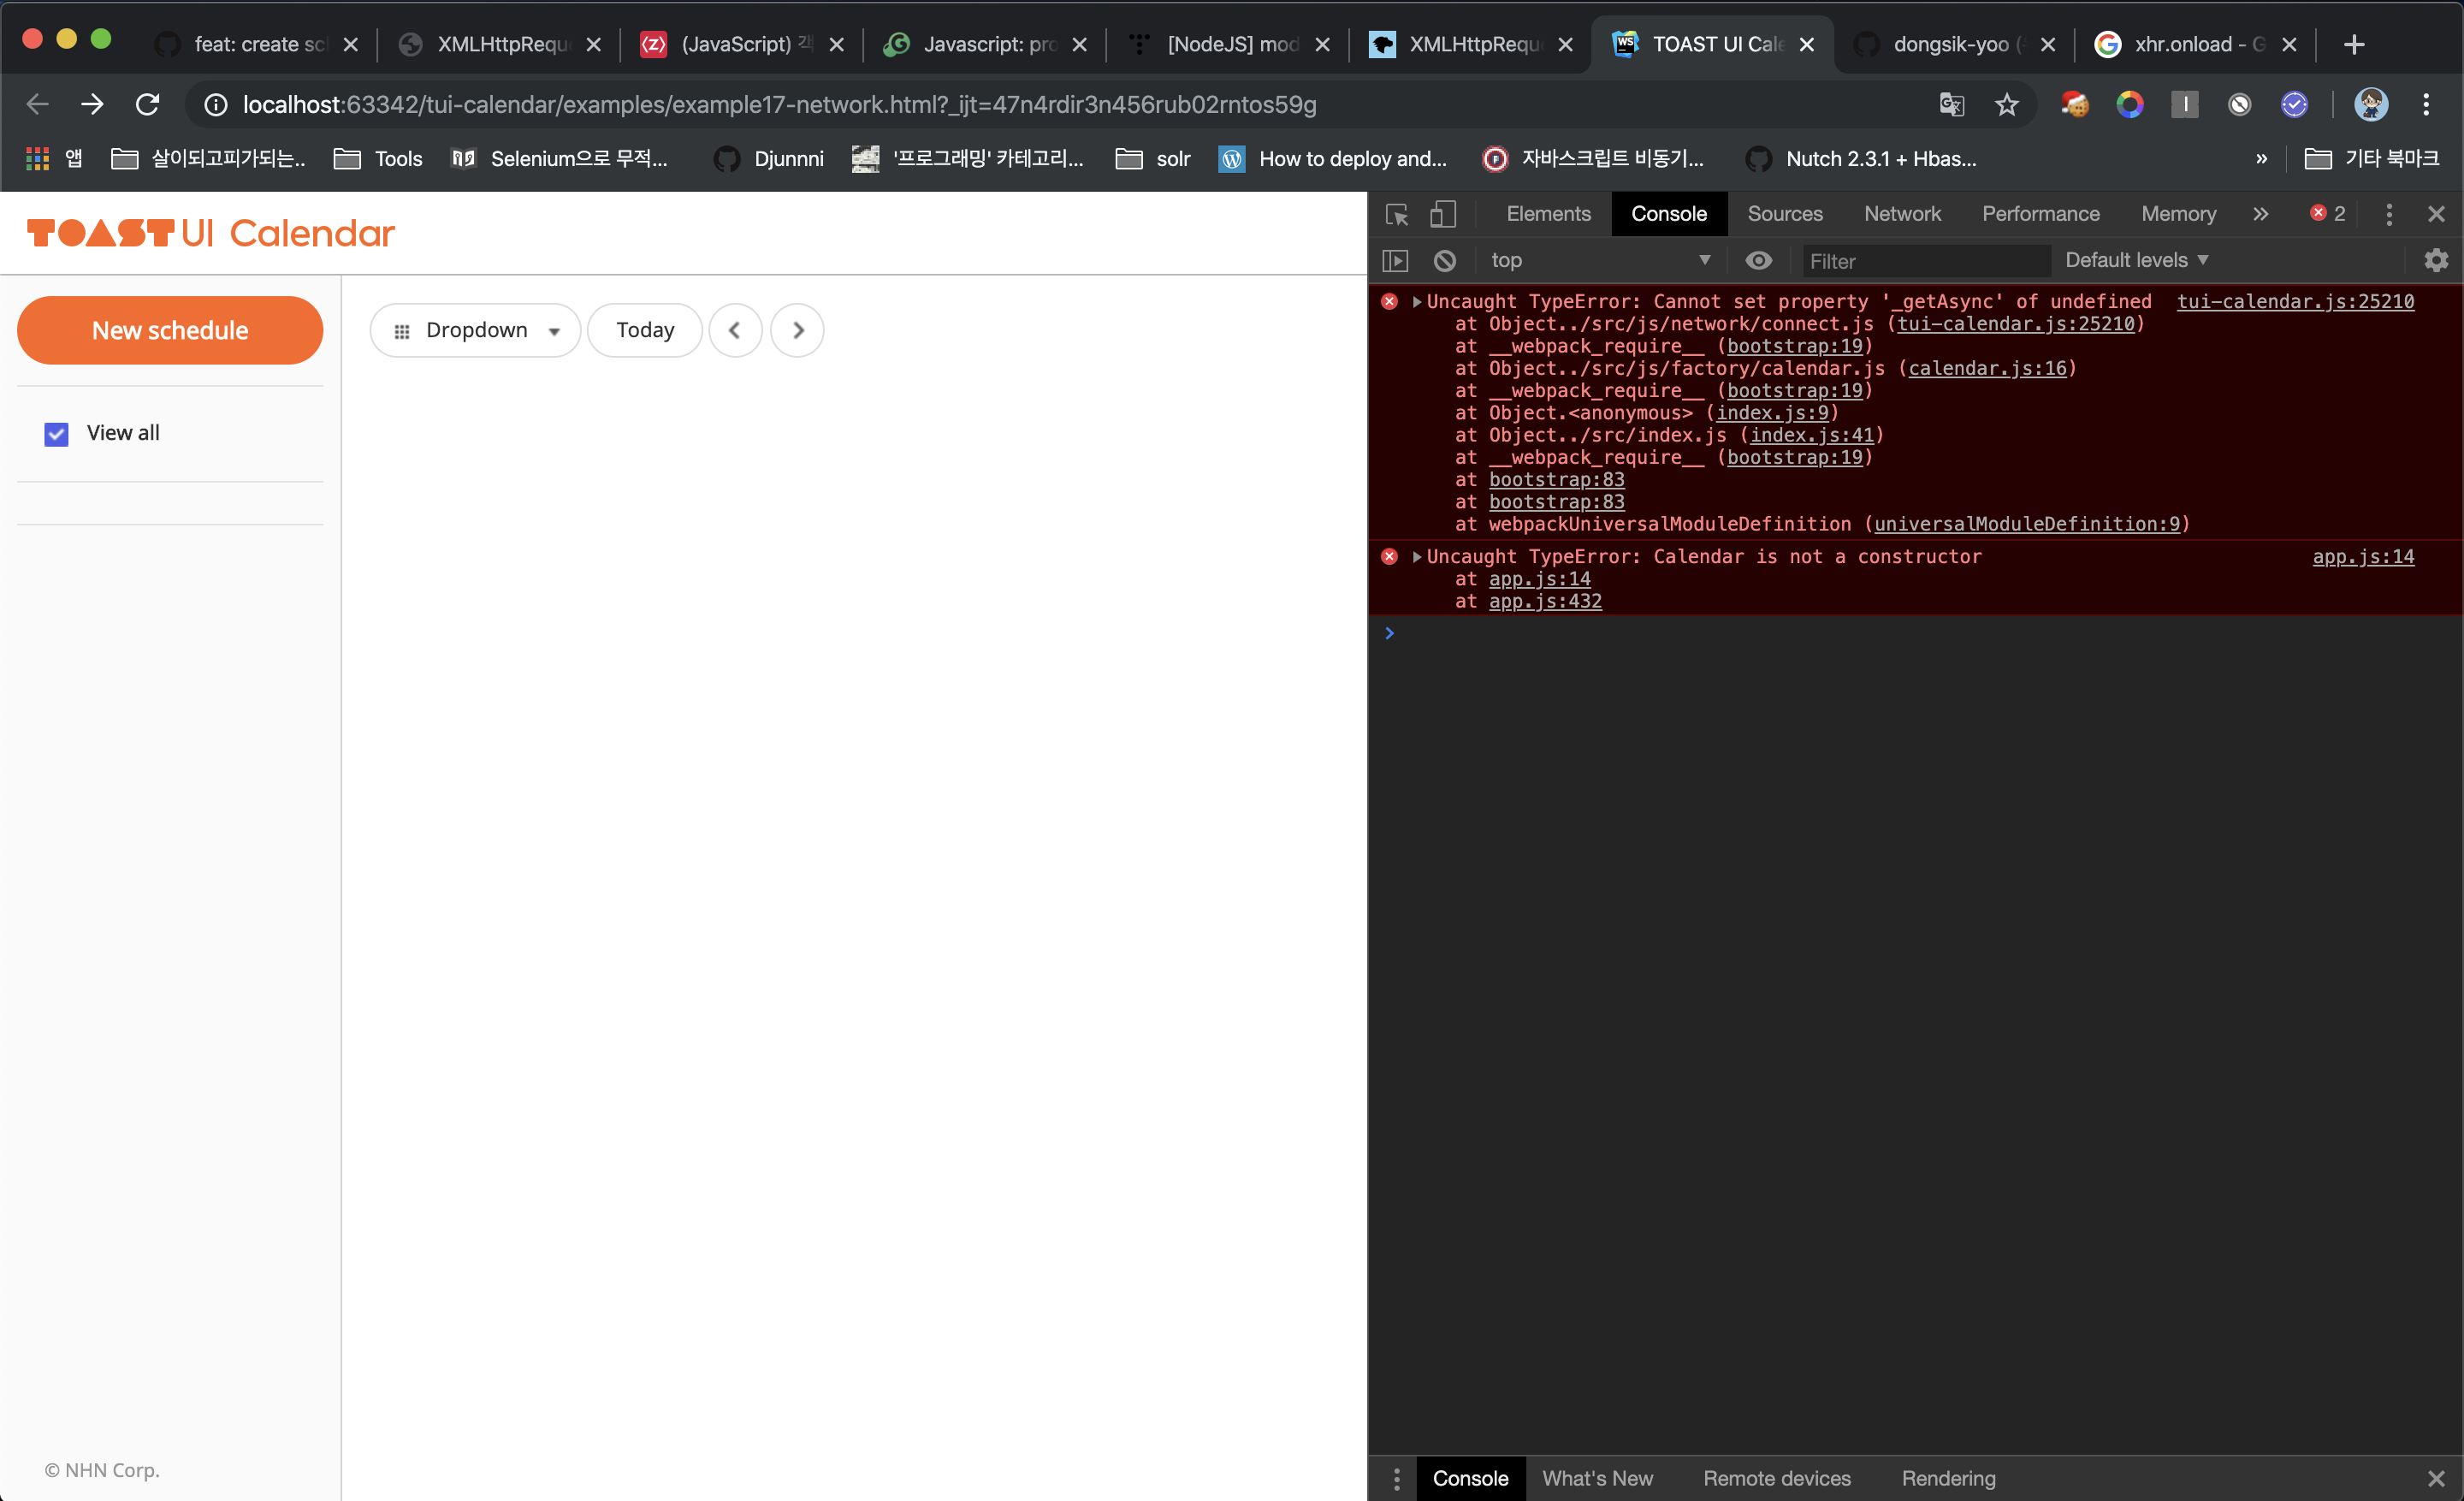 feat: create sc
XMLHttpRequ
(JavaScript) 객
Javascript: pro
[NodeJS] mod
XMLHttpRequ
TOAST UI Cale
dongsik-yoo (
xhr.onload - G
localhost:63342/tui-calendar/examples/example17-network.html?_ijt=47n4rdir3n456rub02rntos59g
앱
살이되고피가되는..
Tools
Selenium으로 무적...
Djunnni
'프로그래밍' 카테고리...
solr
How to deploy and...
자바스크립트 비동기...
Nutch 2.3.1 + Hbas...
»
기타 북마크
TOAST UI Calendar
New schedule
View all
Dropdown
Today
© NHN Corp.
Elements
Console
Sources
Network
Performance
Memory
»
2
top
Filter
Default levels
Uncaught TypeError: Cannot set property '_getAsync' of undefined tui-calendar.js:25210
at Object../src/js/network/connect.js (tui-calendar.js:25210)
at __webpack_require__ (bootstrap:19)
at Object../src/js/factory/calendar.js (calendar.js:16)
at __webpack_require__ (bootstrap:19)
at Object.<anonymous> (index.js:9)
at Object../src/index.js (index.js:41)
at __webpack_require__ (bootstrap:19)
at bootstrap:83
at bootstrap:83
at webpackUniversalModuleDefinition (universalModuleDefinition:9)
Uncaught TypeError: Calendar is not a constructor app.js:14
at app.js:14
at app.js:432
Console
What's New
Remote devices
Rendering